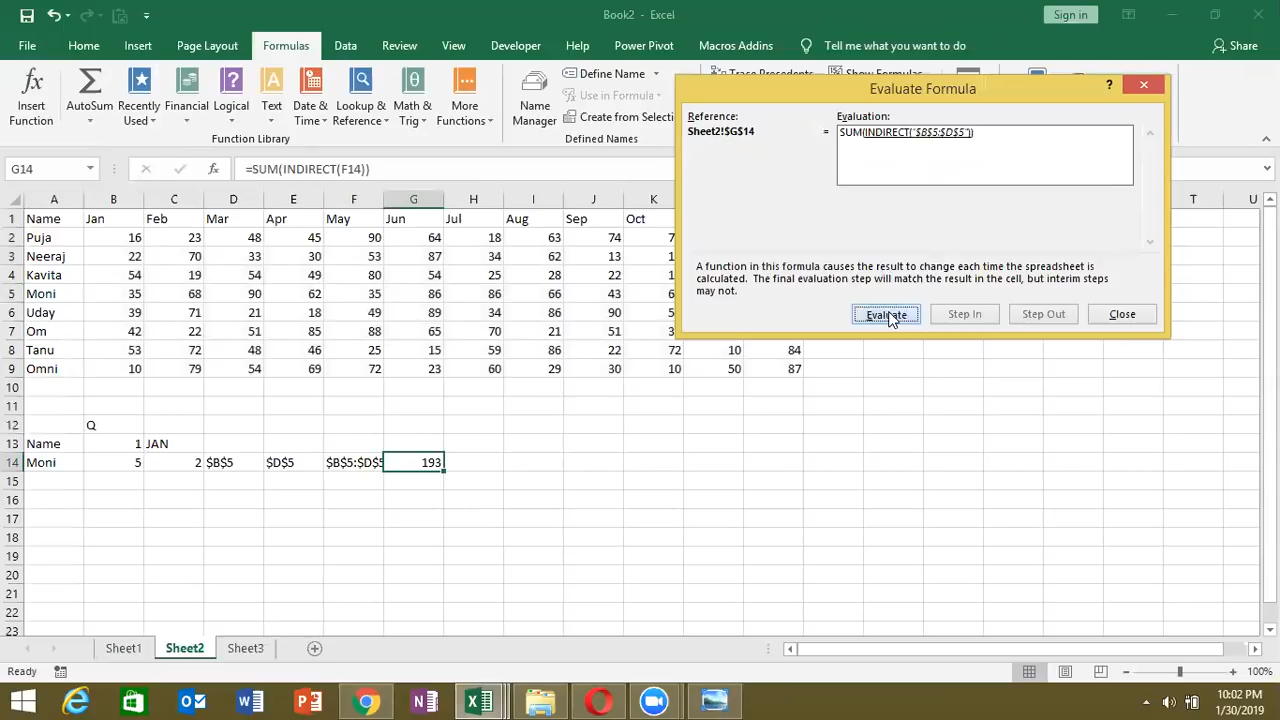 Book2 - Excel
Sign in
File Home Insert Page Layout Formulas Data Review View Developer Help Power Pivot Macros Addins Tell me what you want to do Share
Insert Function
AutoSum
Recently Used
Financial
Logical
Text
Date & Time
Lookup & Reference
Math & Trig
More Functions
Function Library
Name Manager
Define Name
Use in Formula
Create from Selecti
Trace Precedents
Show Formulas
Defined Names
Evaluate Formula
?
Reference:
Sheet2!$G$14
=
Evaluation:
SUM(INDIRECT("$B$5:$D$5"))
A function in this formula causes the result to change each time the spreadsheet is
calculated. The final evaluation step will match the result in the cell, but interim steps
may not.
Evaluate Step In Step Out Close
G14 fx =SUM(INDIRECT(F14))
A B C D E F G H I J K T U
1 Name Jan Feb Mar Apr May Jun Jul Aug Sep Oct
2 Puja 16 23 48 45 90 64 18 63 74 7
3 Neeraj 22 70 33 30 53 87 34 62 13 1
4 Kavita 54 19 54 49 80 54 25 28 22 1
5 Moni 35 68 90 62 35 86 86 66 43 6
6 Uday 39 71 21 18 49 89 34 86 90 5
7 Om 42 22 51 85 88 65 70 21 51 3
8 Tanu 53 72 48 46 25 15 59 86 22 72 10 84
9 Omni 10 79 54 69 72 23 60 29 30 10 50 87
10
11
12 Q
13 Name 1 JAN
14 Moni 5 2 $B$5 $D$5 $B$5:$D$5 193
15
16
17
18
19
20
21
22
23
Sheet1 Sheet2 Sheet3
Ready 100%
10:02 PM
1/30/2019